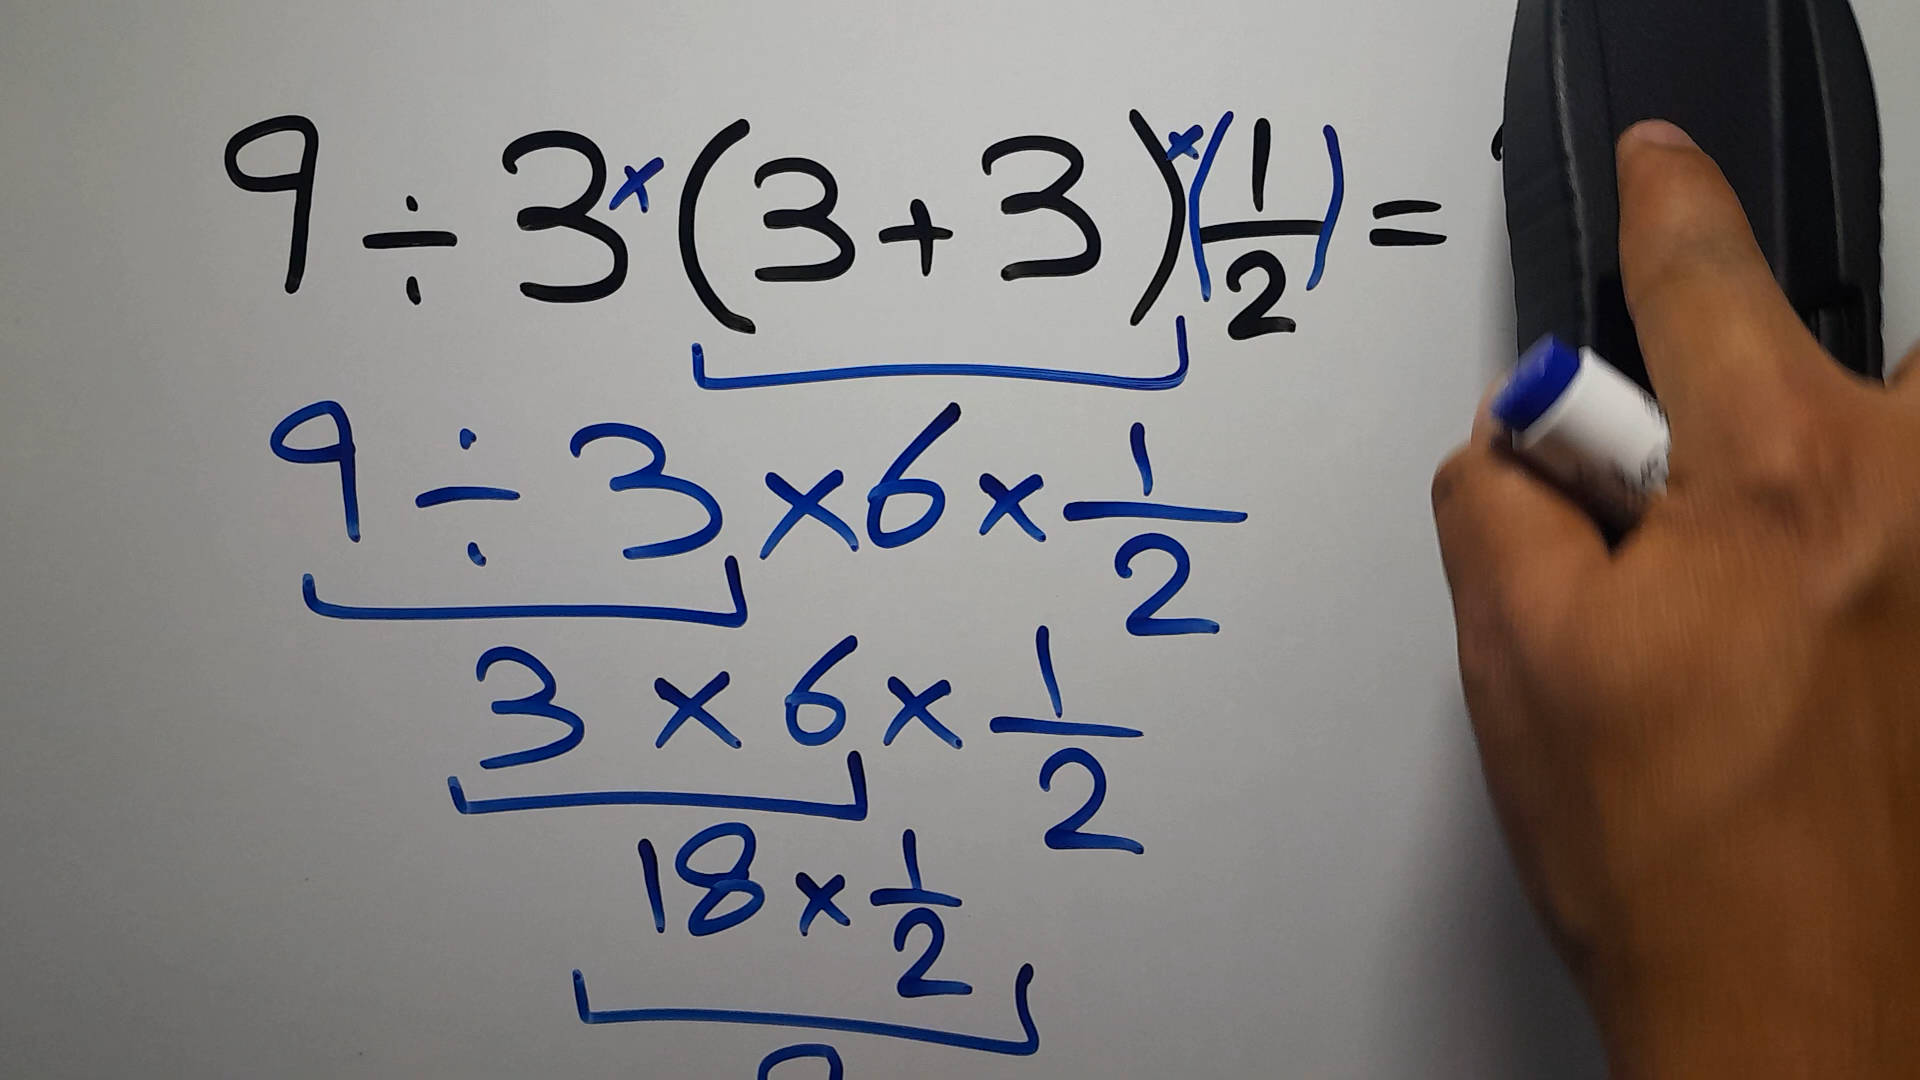 9 ÷ 3 × (3 + 3) × (1/2) =
9 ÷ 3 × 6 × 1/2
3 × 6 × 1/2
18 × 1/2